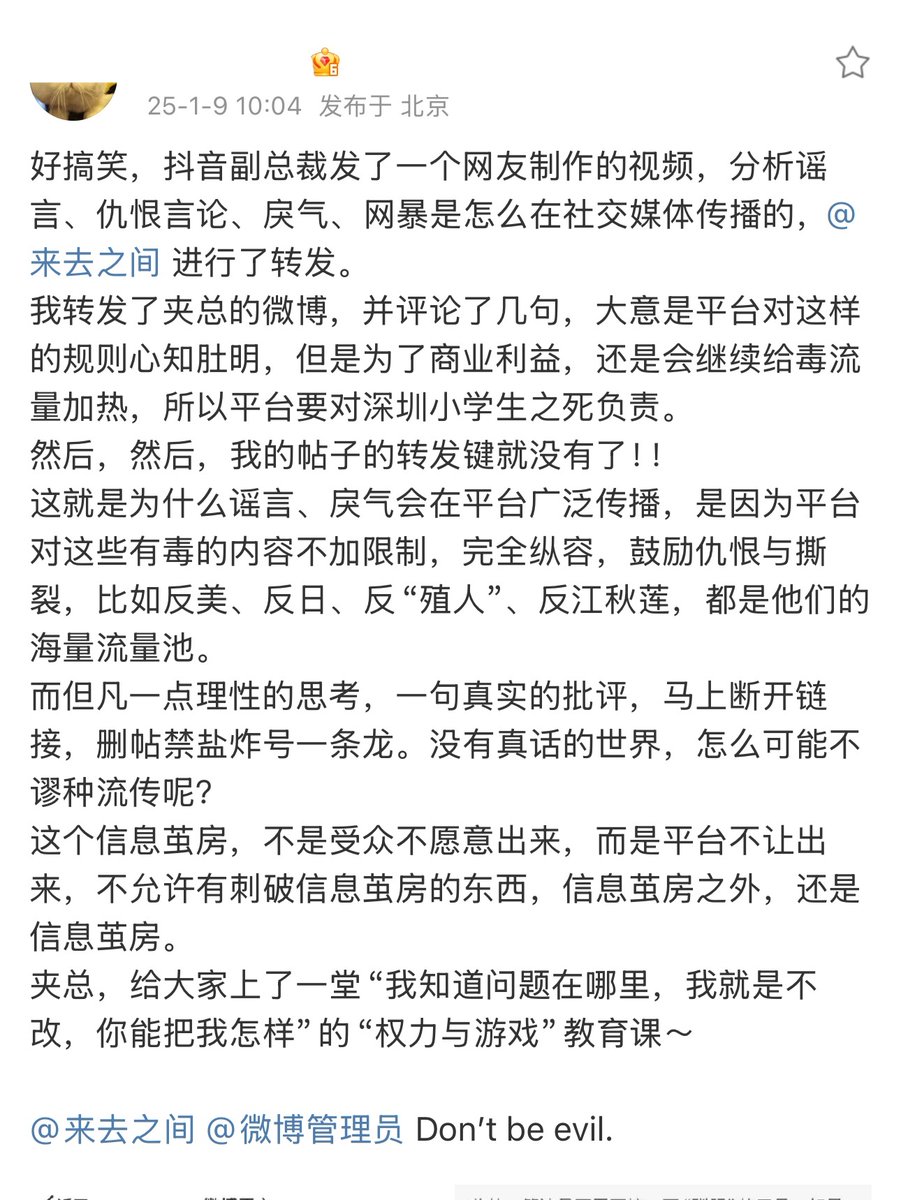 25-1-9 10:04 发布于 北京
好搞笑，抖音副总裁发了一个网友制作的视频，分析谣
言、仇恨言论、戾气、网暴是怎么在社交媒体传播的，@
来去之间 进行了转发。
我转发了夹总的微博，并评论了几句，大意是平台对这样
的规则心知肚明，但是为了商业利益，还是会继续给毒流
量加热，所以平台要对深圳小学生之死负责。
然后，然后，我的帖子的转发键就没有了！！
这就是为什么谣言、戾气会在平台广泛传播，是因为平台
对这些有毒的内容不加限制，完全纵容，鼓励仇恨与撕
裂，比如反美、反日、反“殖人”、反江秋莲，都是他们的
海量流量池。
而但凡一点理性的思考，一句真实的批评，马上断开链
接，删帖禁盐炸号一条龙。没有真话的世界，怎么可能不
谬种流传呢?
这个信息茧房，不是受众不愿意出来，而是平台不让出
来，不允许有刺破信息茧房的东西，信息茧房之外，还是
信息茧房。
夹总，给大家上了一堂“我知道问题在哪里，我就是不
改，你能把我怎样”的“权力与游戏”教育课～
@来去之间 @微博管理员 Don't be evil.